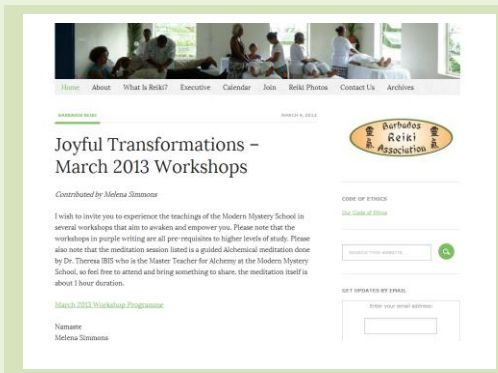 Home About What Is Reiki? Executive Calendar Join Reiki Photos Contact Us Archives
BARBADOS REIKI
MARCH 4, 2013
Joyful Transformations –
March 2013 Workshops
Contributed by Melena Simmons
I wish to invite you to experience the teachings of the Modern Mystery School in
several workshops that aim to awaken and empower you. Please note that the
workshops in purple writing are all pre-requisites to higher levels of study. Please
also note that the meditation session listed is a guided Alchemical meditation done
by Dr. Theresa IBIS who is the Master Teacher for Alchemy at the Modern Mystery
School, so feel free to attend and bring something to share. the meditation itself is
about 1 hour duration.
March 2013 Workshop Programme
Namaste
Melena Simmons
Barbados
Reiki
Association
CODE OF ETHICS
Our Code of Ethics
SEARCH THIS WEBSITE...
GET UPDATES BY EMAIL
Enter your email address: